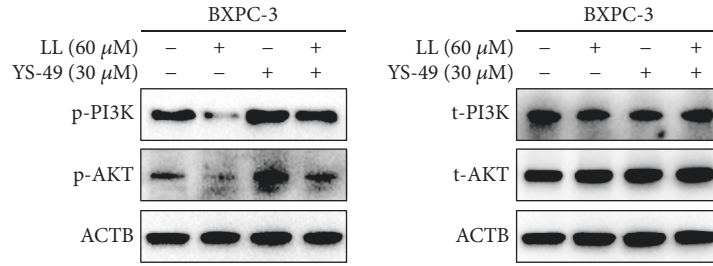 BXPC-3
LL (60 μM) − + − +
YS-49 (30 μM) − − + +
p-PI3K
p-AKT
ACTB
BXPC-3
LL (60 μM) − + − +
YS-49 (30 μM) − − + +
t-PI3K
t-AKT
ACTB